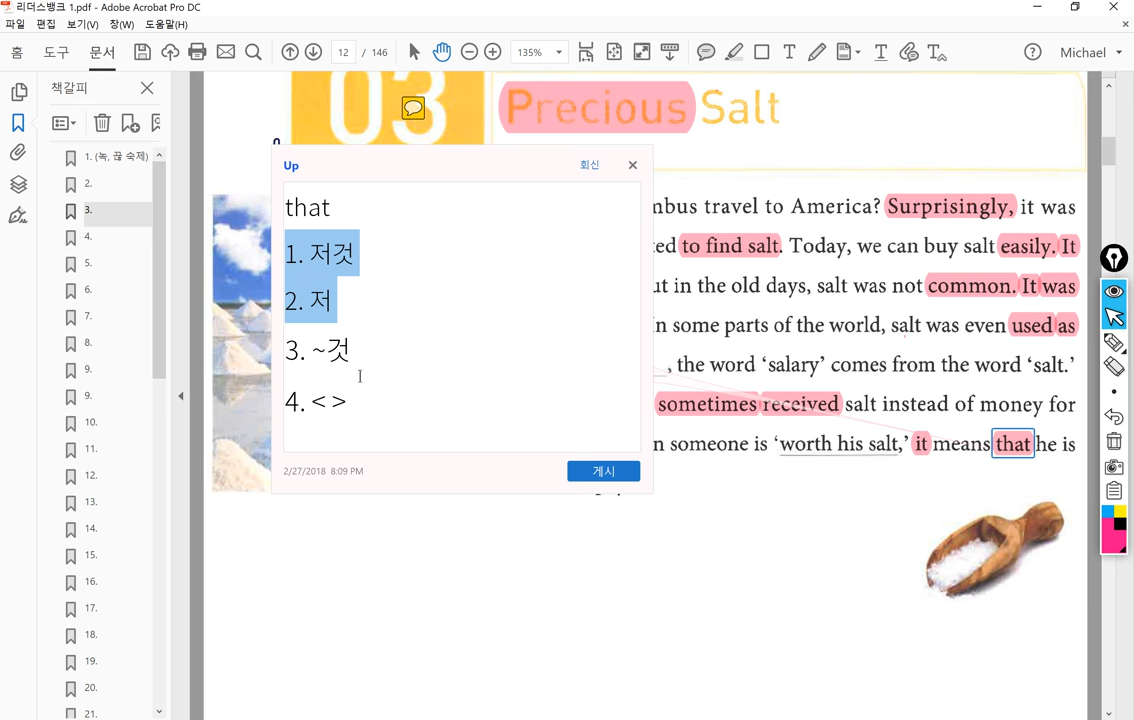 리더스뱅크 1.pdf - Adobe Acrobat Pro DC
파일 편집 보기(V) 창(W) 도움말(H)
홈 도구 문서 12 / 146 135% Michael
책갈피
1. (녹, 끊 숙제)
2.
3.
4.
5.
6.
7.
8.
9.
9.
10.
11.
12.
13.
14.
15.
16.
17.
18.
19.
20.
21.
03 Precious Salt
Up 회신
that
1. 저것
2. 저
3. ~것
4. < >
2/27/2018 8:09 PM 게시
mbus travel to America? Surprisingly, it was
ed to find salt. Today, we can buy salt easily. It
ut in the old days, salt was not common. It was
n some parts of the world, salt was even used as
, the word ‘salary’ comes from the word ‘salt.’
sometimes received salt instead of money for
n someone is ‘worth his salt,’ it means that he is